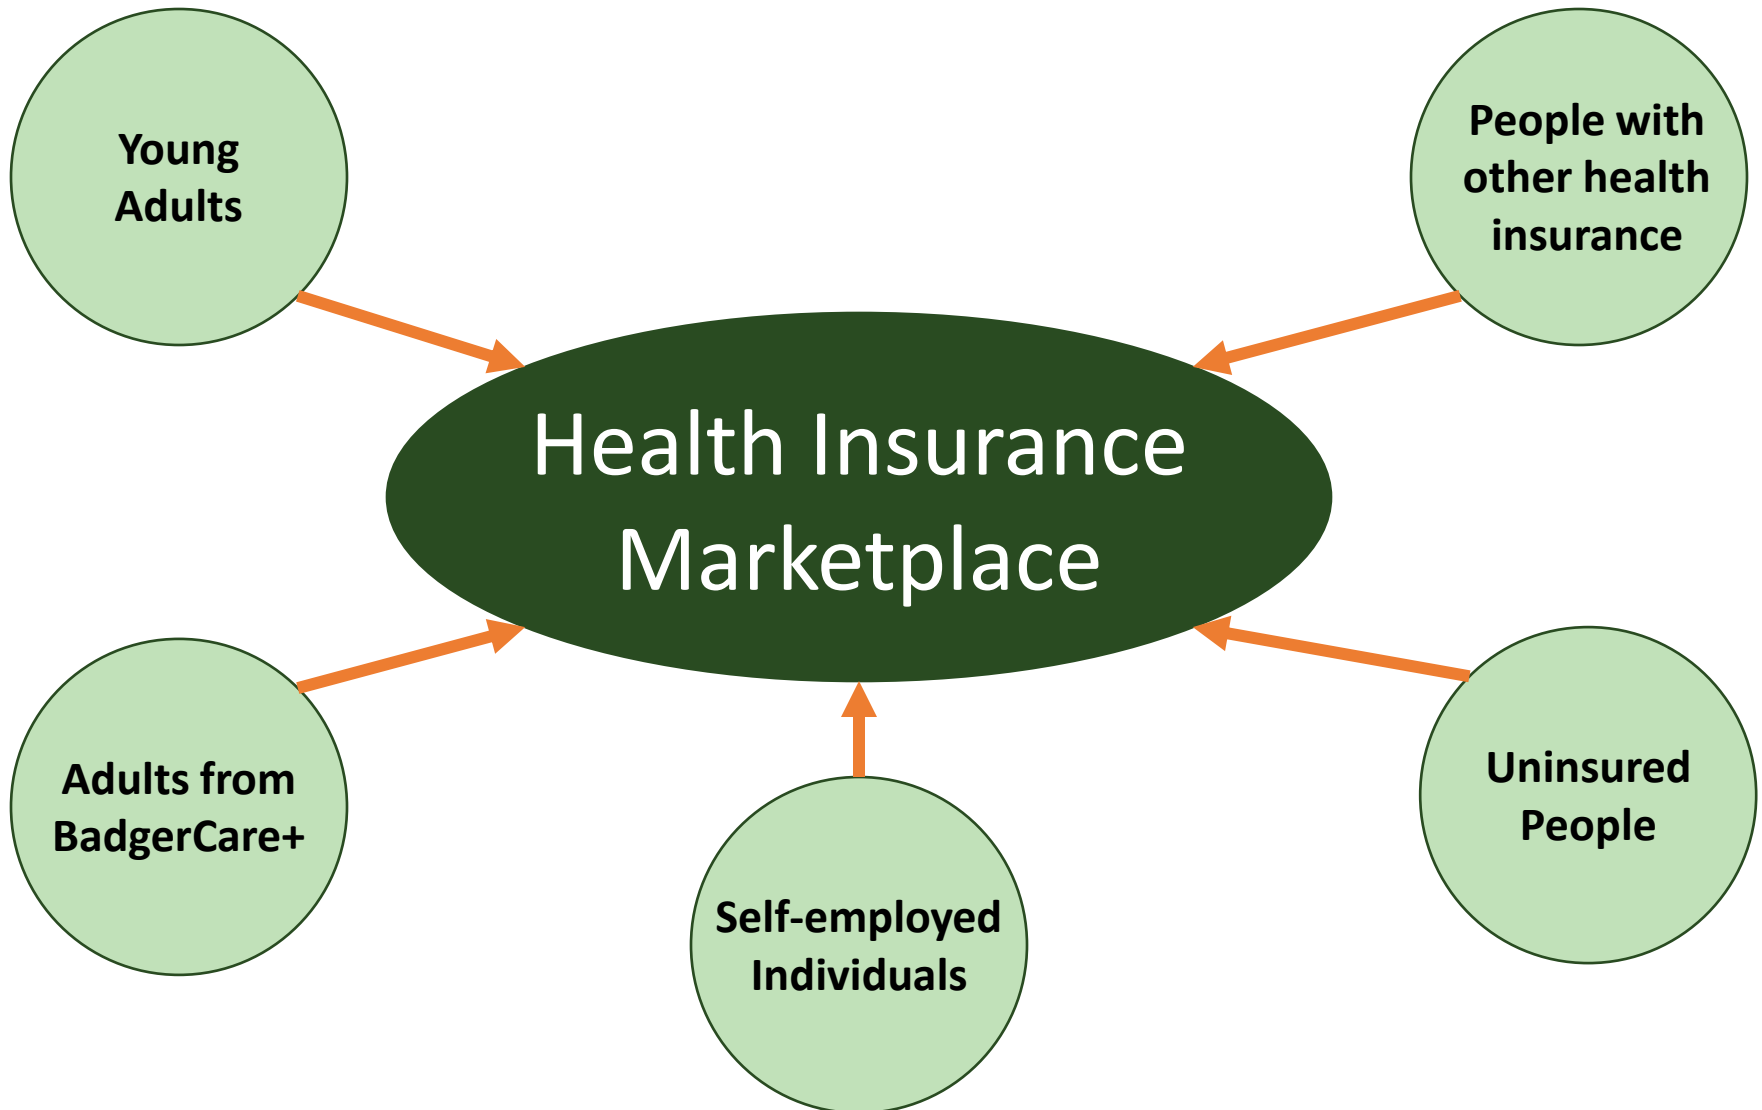 Young
Adults
People with
other health
insurance
Health Insurance
Marketplace
Adults from
BadgerCare+
Self-employed
Individuals
Uninsured
People